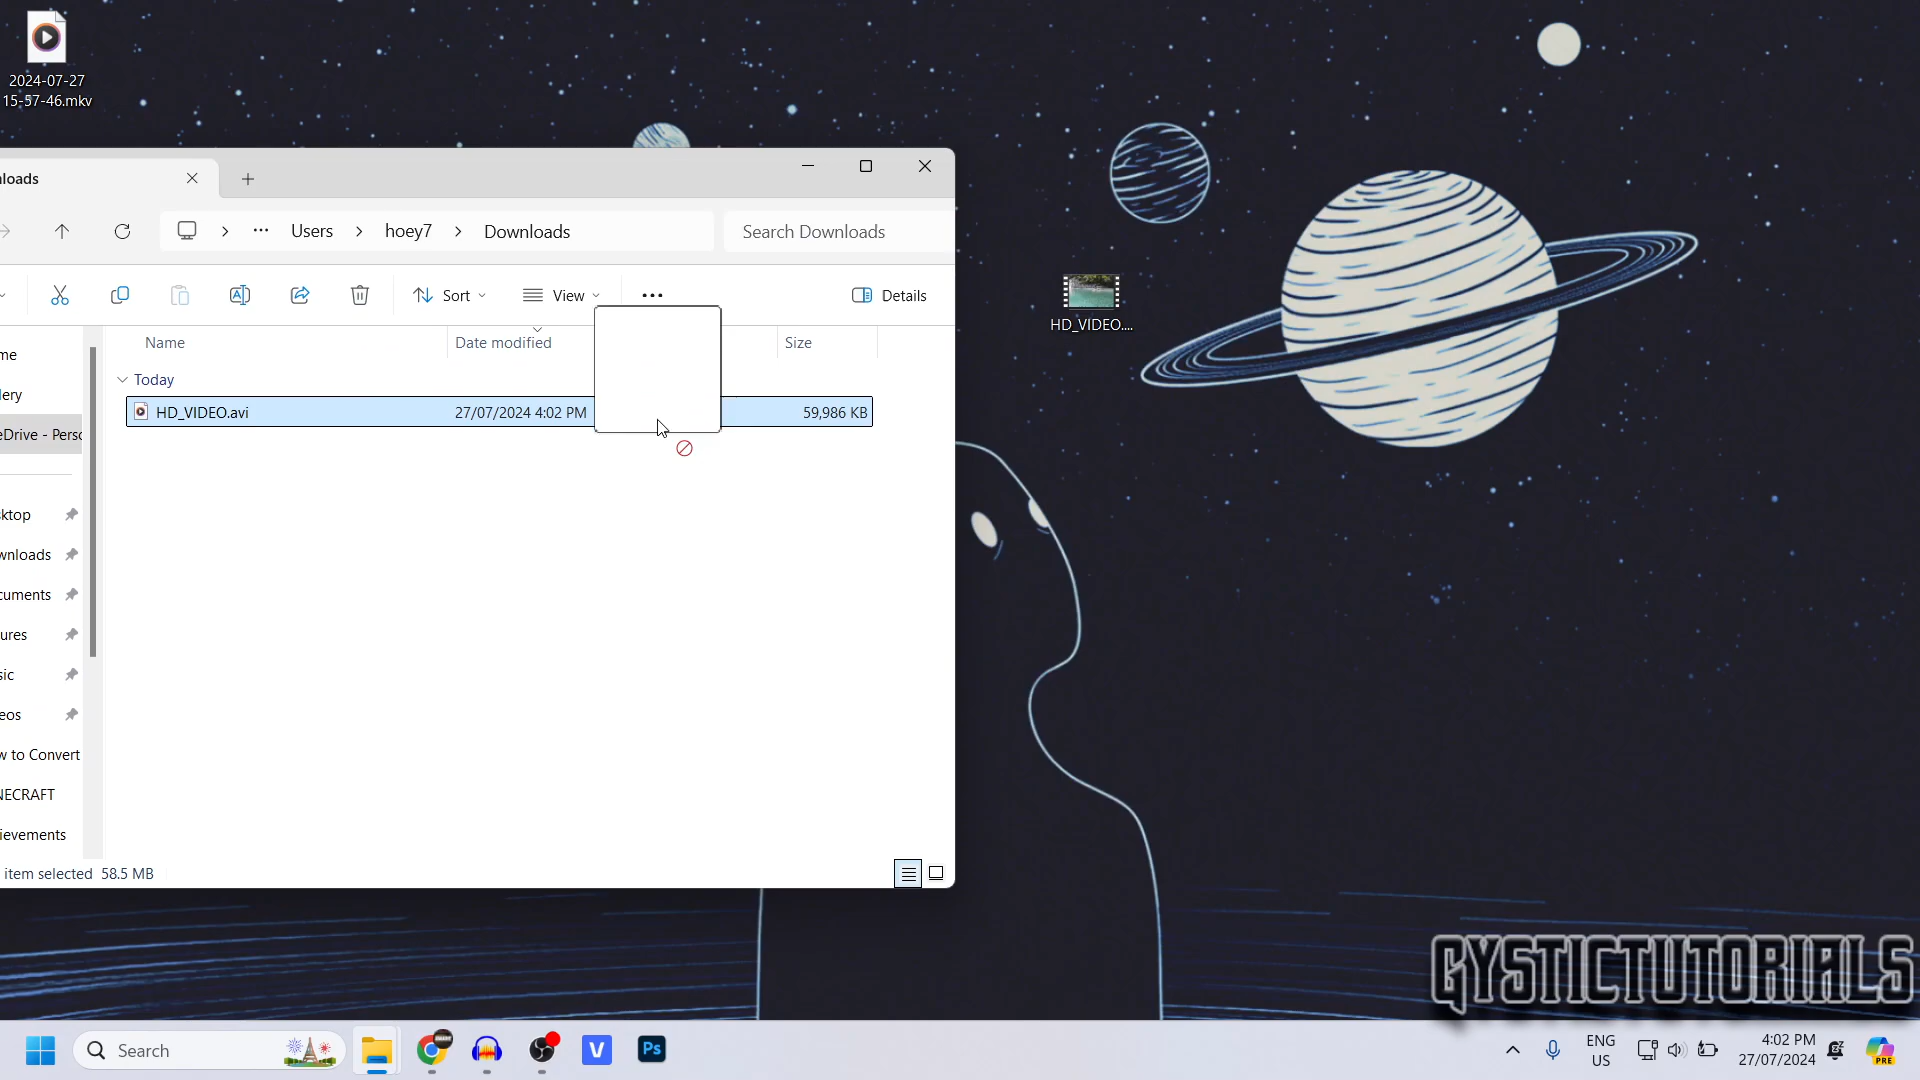 2024-07-27
15-57-46.mkv
nloads
Users
hoey7
Downloads
Search Downloads
Sort
View
Details
Name
Date modified
Size
Today
HD_VIDEO.avi
27/07/2024 4:02 PM
59,986 KB
me
lery
eDrive - Perso
ktop
wnloads
cuments
ures
sic
eos
w to Convert
NECRAFT
ievements
item selected 58.5 MB
HD_VIDEO....
GYSTICTUTORIALS
Search
V
Ps
ENG
US
4:02 PM
27/07/2024
PRE